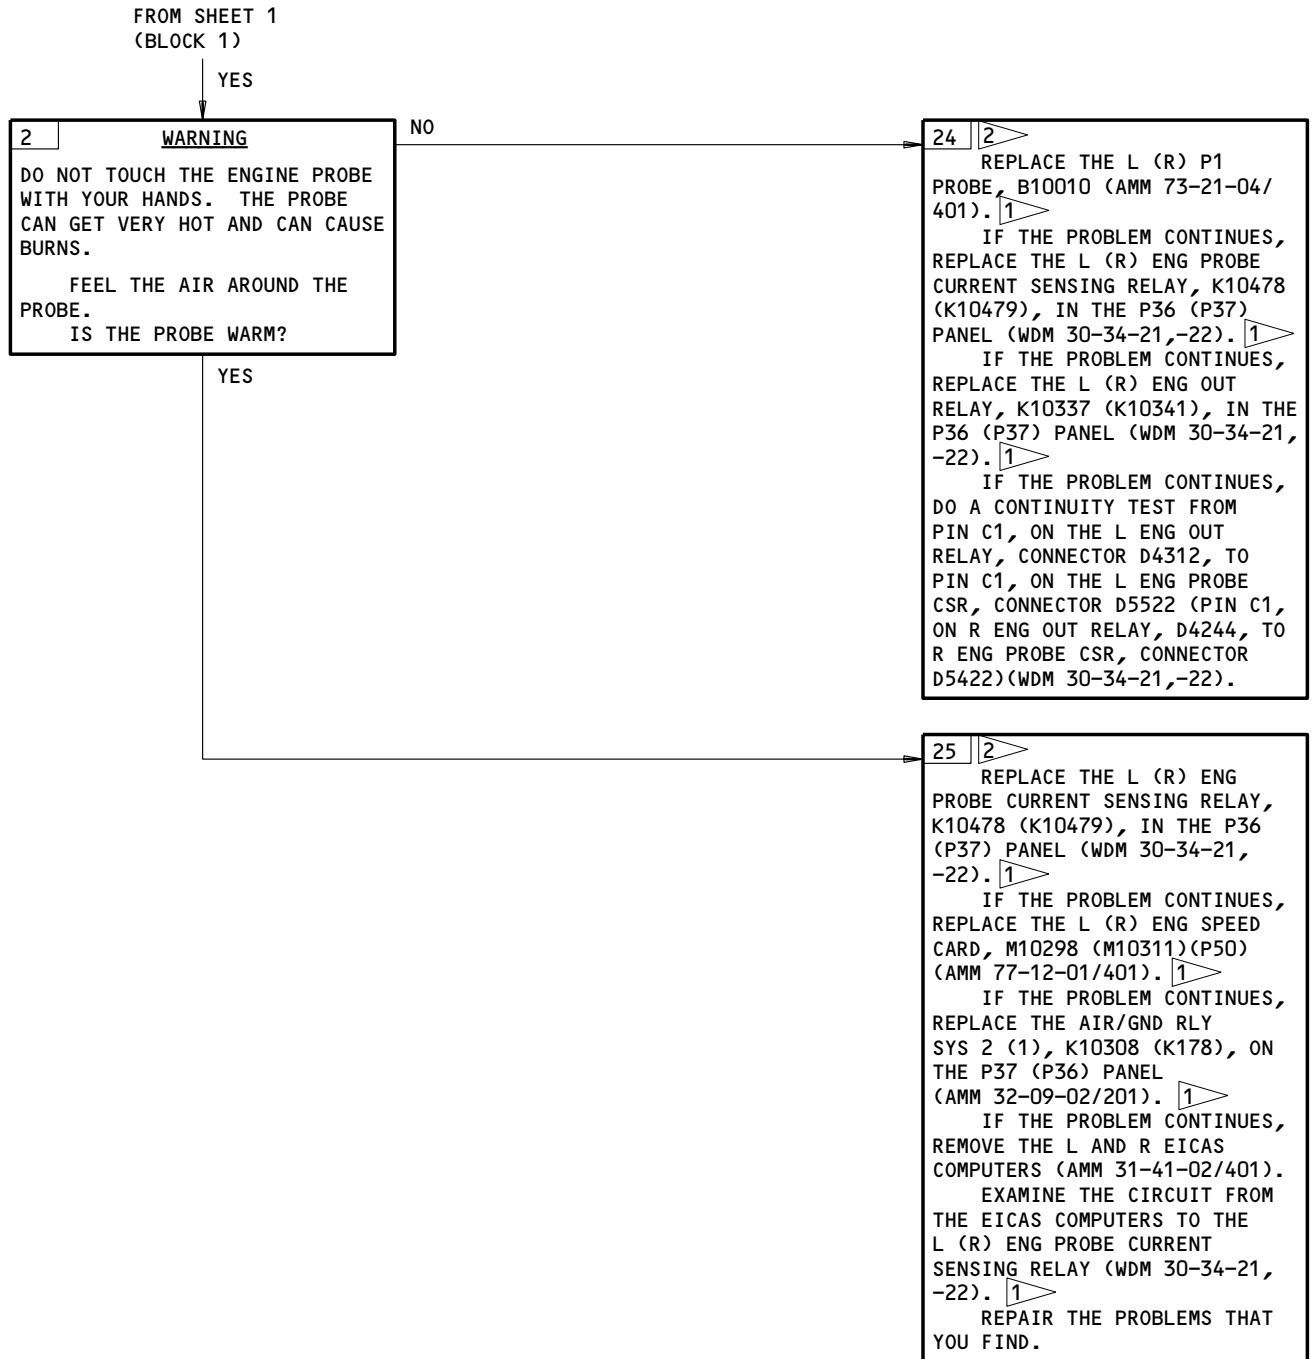 FROM SHEET 1
(BLOCK 1)
YES
2 WARNING
DO NOT TOUCH THE ENGINE PROBE
WITH YOUR HANDS. THE PROBE
CAN GET VERY HOT AND CAN CAUSE
BURNS.
FEEL THE AIR AROUND THE
PROBE.
IS THE PROBE WARM?
NO
YES
24 2
REPLACE THE L (R) P1
PROBE, B10010 (AMM 73-21-04/
401). 1
IF THE PROBLEM CONTINUES,
REPLACE THE L (R) ENG PROBE
CURRENT SENSING RELAY, K10478
(K10479), IN THE P36 (P37)
PANEL (WDM 30-34-21,-22). 1
IF THE PROBLEM CONTINUES,
REPLACE THE L (R) ENG OUT
RELAY, K10337 (K10341), IN THE
P36 (P37) PANEL (WDM 30-34-21,
-22). 1
IF THE PROBLEM CONTINUES,
DO A CONTINUITY TEST FROM
PIN C1, ON THE L ENG OUT
RELAY, CONNECTOR D4312, TO
PIN C1, ON THE L ENG PROBE
CSR, CONNECTOR D5522 (PIN C1,
ON R ENG OUT RELAY, D4244, TO
R ENG PROBE CSR, CONNECTOR
D5422)(WDM 30-34-21,-22).
25 2
REPLACE THE L (R) ENG
PROBE CURRENT SENSING RELAY,
K10478 (K10479), IN THE P36
(P37) PANEL (WDM 30-34-21,
-22). 1
IF THE PROBLEM CONTINUES,
REPLACE THE L (R) ENG SPEED
CARD, M10298 (M10311)(P50)
(AMM 77-12-01/401). 1
IF THE PROBLEM CONTINUES,
REPLACE THE AIR/GND RLY
SYS 2 (1), K10308 (K178), ON
THE P37 (P36) PANEL
(AMM 32-09-02/201). 1
IF THE PROBLEM CONTINUES,
REMOVE THE L AND R EICAS
COMPUTERS (AMM 31-41-02/401).
EXAMINE THE CIRCUIT FROM
THE EICAS COMPUTERS TO THE
L (R) ENG PROBE CURRENT
SENSING RELAY (WDM 30-34-21,
-22). 1
REPAIR THE PROBLEMS THAT
YOU FIND.